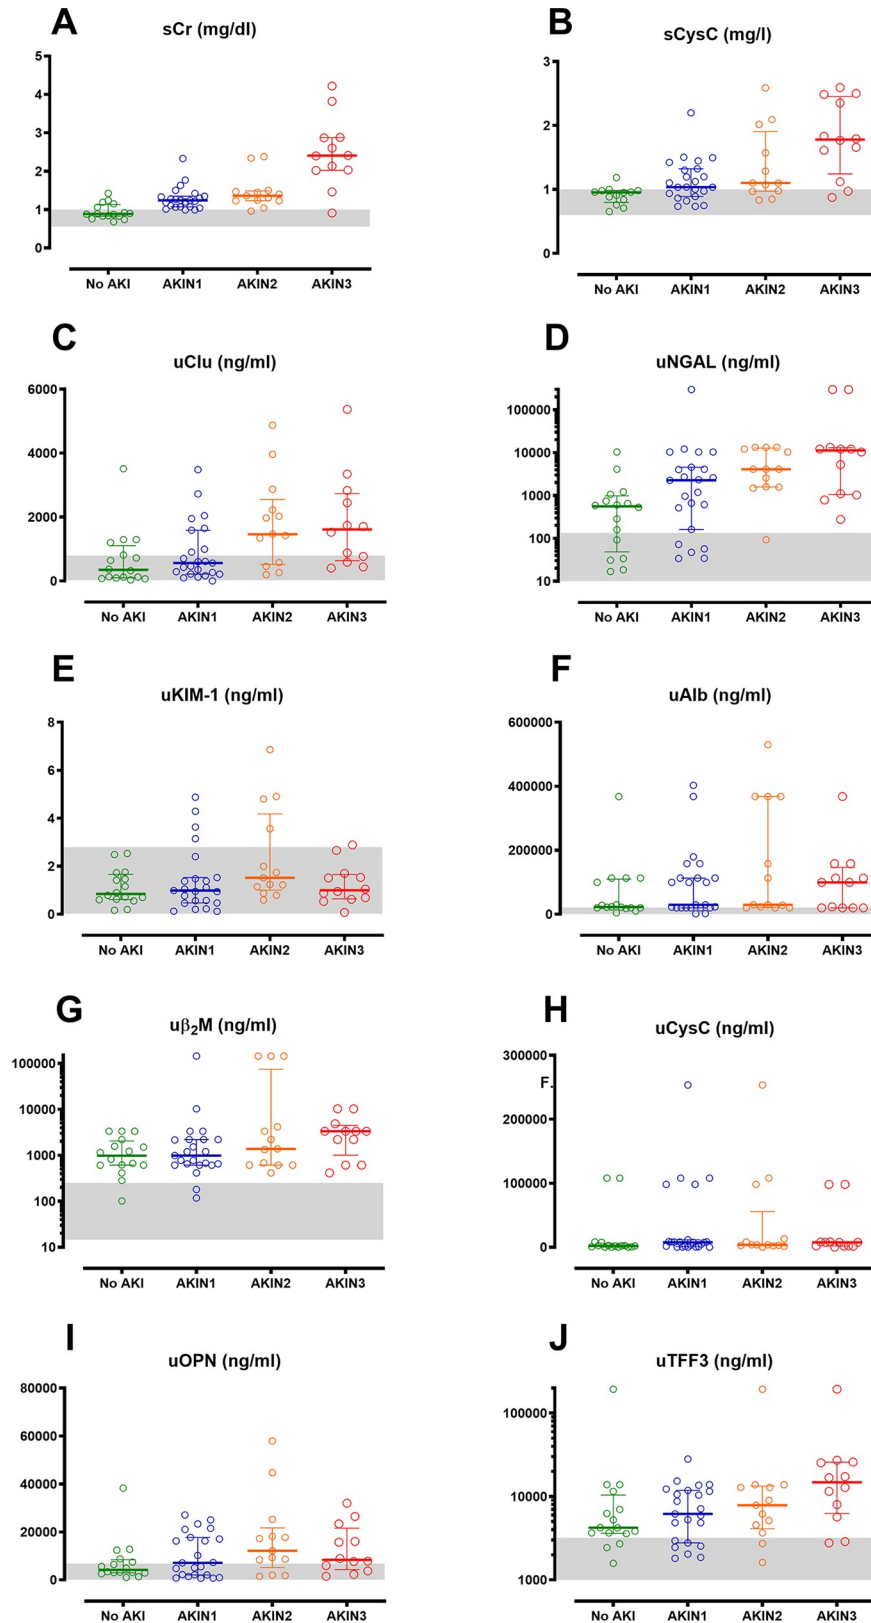 A
sCr (mg/dl)
5
4
3
2
1
0
No AKI AKIN1 AKIN2 AKIN3
B
sCysC (mg/l)
3
2
1
0
No AKI AKIN1 AKIN2 AKIN3
C
uClu (ng/ml)
6000
4000
2000
0
No AKI AKIN1 AKIN2 AKIN3
D
uNGAL (ng/ml)
100000
10000
1000
100
10
No AKI AKIN1 AKIN2 AKIN3
E
uKIM-1 (ng/ml)
8
6
4
2
0
No AKI AKIN1 AKIN2 AKIN3
F
uAlb (ng/ml)
600000
400000
200000
0
No AKI AKIN1 AKIN2 AKIN3
G
uβ₂M (ng/ml)
100000
10000
1000
100
10
No AKI AKIN1 AKIN2 AKIN3
H
uCysC (ng/ml)
300000
F.
200000
100000
0
No AKI AKIN1 AKIN2 AKIN3
I
uOPN (ng/ml)
80000
60000
40000
20000
0
No AKI AKIN1 AKIN2 AKIN3
J
uTFF3 (ng/ml)
100000
10000
1000
No AKI AKIN1 AKIN2 AKIN3